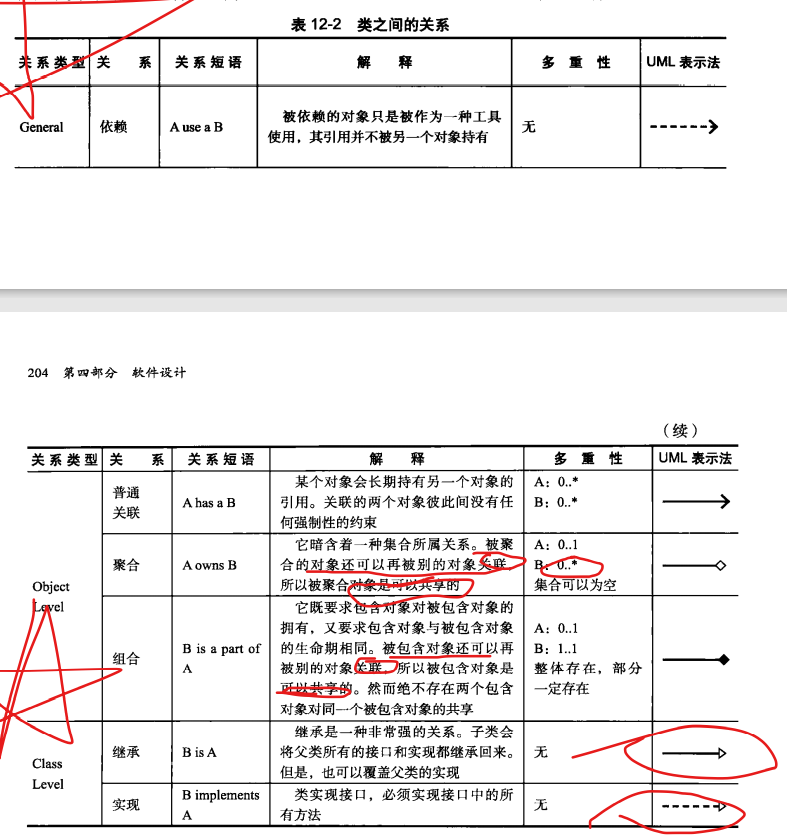 表 12-2 类之间的关系
关系类型 关 系 关系短语 解 释 多 重 性 UML 表示法
General 依赖 A use a B 被依赖的对象只是被作为一种工具
使用，其引用并不被另一个对象持有 无
204 第四部分 软件设计
（续）
关系类型 关 系 关系短语 解 释 多 重 性 UML 表示法
Object
Level
普通
关联
A has a B
某个对象会长期持有另一个对象的
引用。关联的两个对象彼此间没有任
何强制性的约束
A：0..*
B：0..*
聚合
A owns B
它暗含着一种集合所属关系。被聚
合的对象还可以再被别的对象关联，
所以被聚合对象是可以共享的
A：0..1
B：0..*
集合可以为空
组合
B is a part of
A
它既要求包含对象对被包含对象的
拥有，又要求包含对象与被包含对象
的生命期相同。被包含对象还可以再
被别的对象关联，所以被包含对象是
可以共享的。然而绝不存在两个包含
对象对同一个被包含对象的共享
A：0..1
B：1..1
整体存在，部分
一定存在
Class
Level
继承
B is A
继承是一种非常强的关系。子类会
将父类所有的接口和实现都继承回来。
但是，也可以覆盖父类的实现
无
实现
B implements
A
类实现接口，必须实现接口中的所
有方法
无